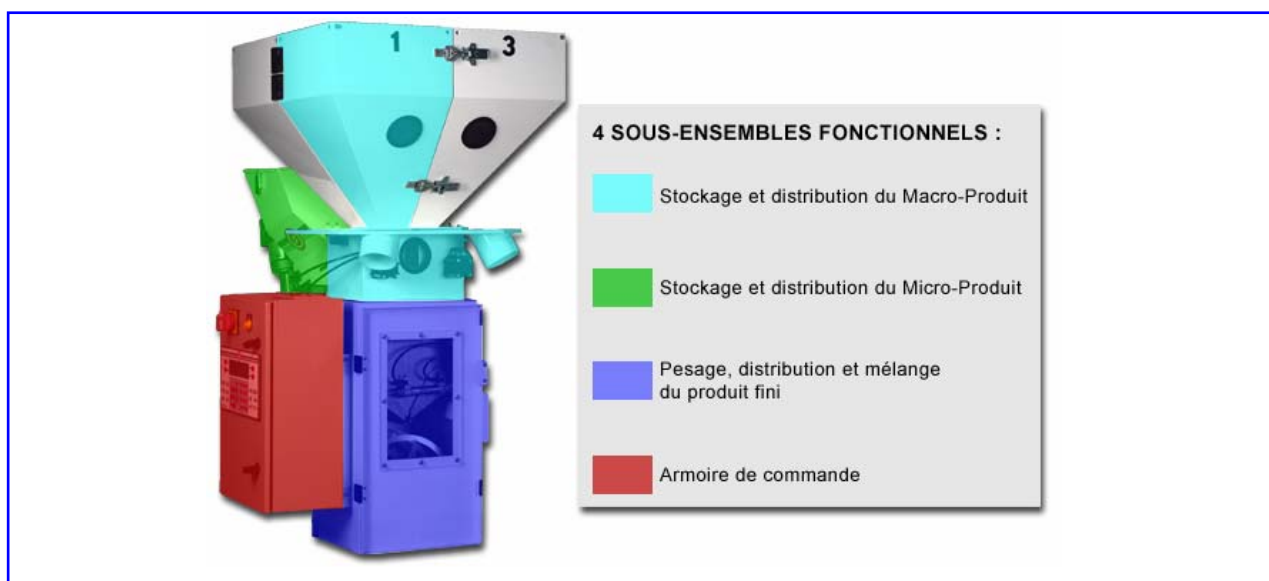 1
3
4 SOUS-ENSEMBLES FONCTIONNELS :
Stockage et distribution du Macro-Produit
Stockage et distribution du Micro-Produit
Pesage, distribution et mélange
du produit fini
Armoire de commande